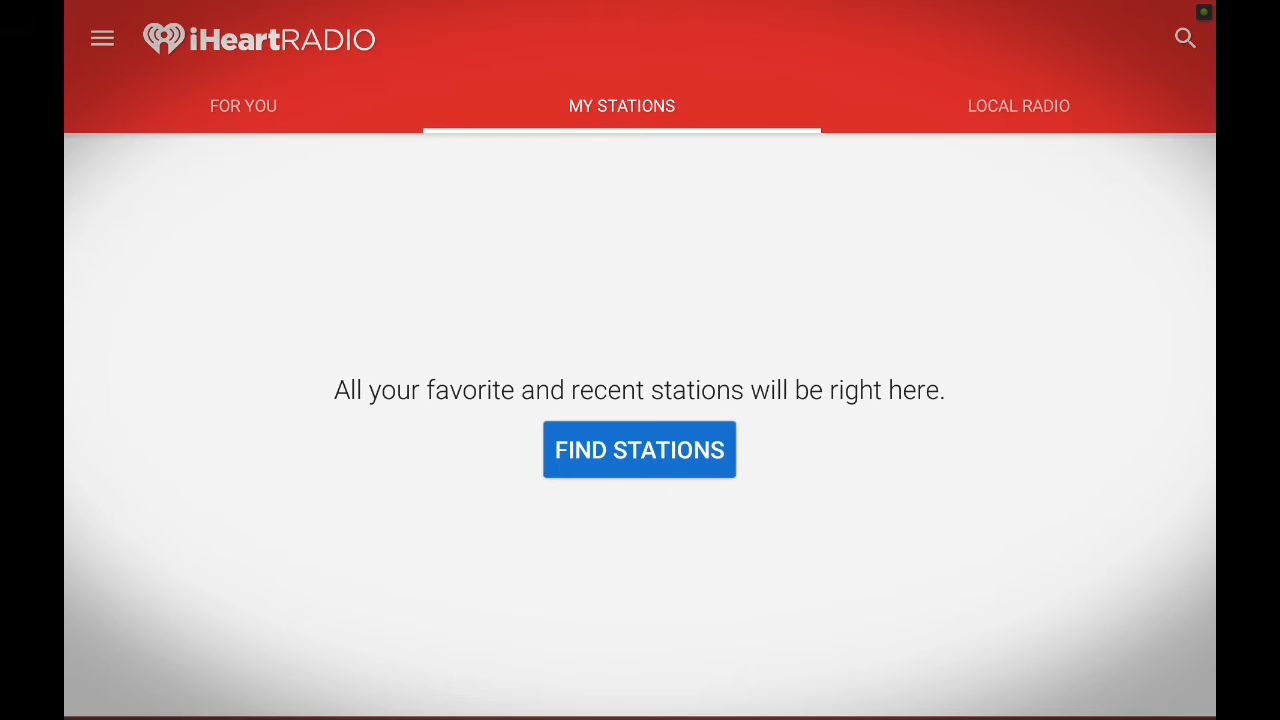 iHeartRADIO
FOR YOU
MY STATIONS
LOCAL RADIO
All your favorite and recent stations will be right here.
FIND STATIONS